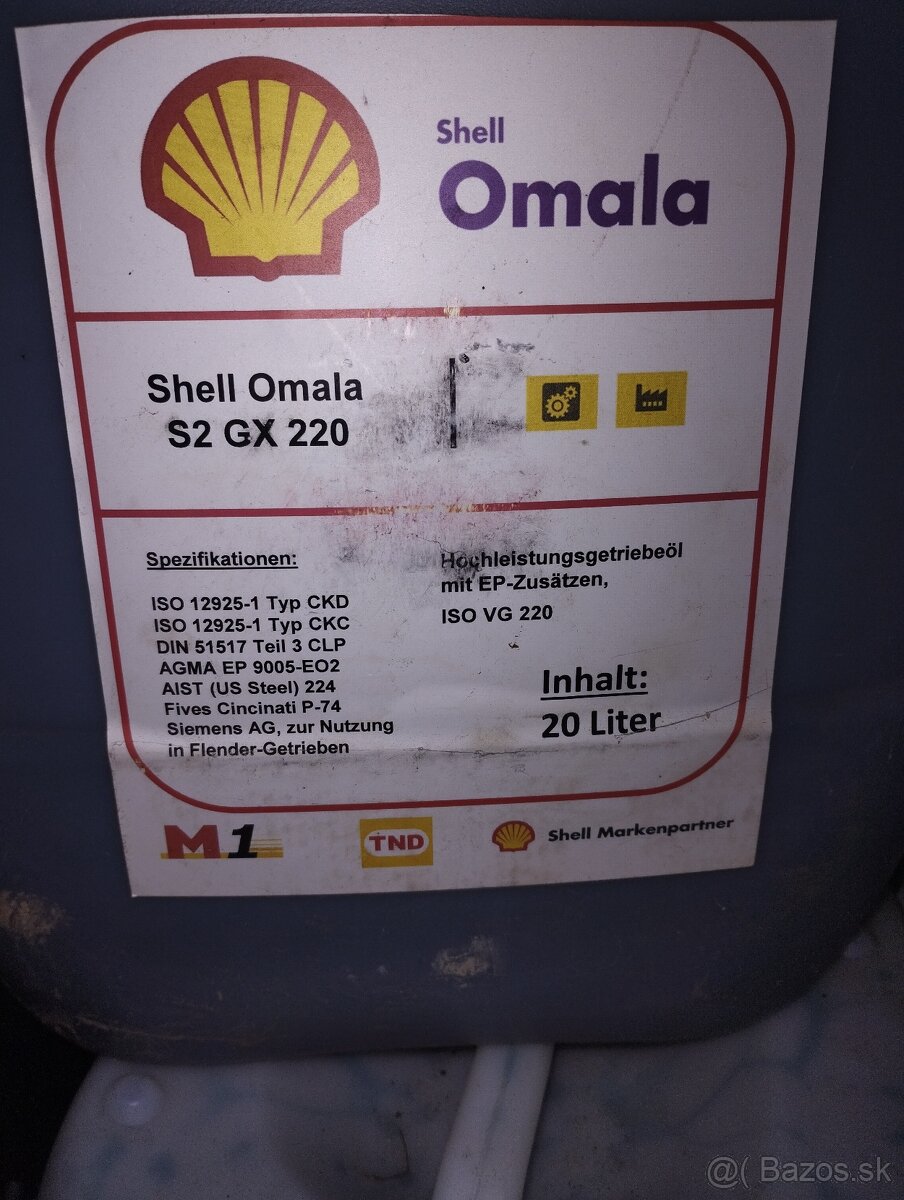 Shell
Omala
Shell Omala
S2 GX 220
Spezifikationen:
ISO 12925-1 Typ CKD
ISO 12925-1 Typ CKC
DIN 51517 Teil 3 CLP
AGMA EP 9005-EO2
AIST (US Steel) 224
Fives Cincinati P-74
Siemens AG, zur Nutzung
in Flender-Getrieben
Hochleistungsgetriebeöl
mit EP-Zusätzen,
ISO VG 220
Inhalt:
20 Liter
M1
TND
Shell Markenpartner
@( Bazos.sk